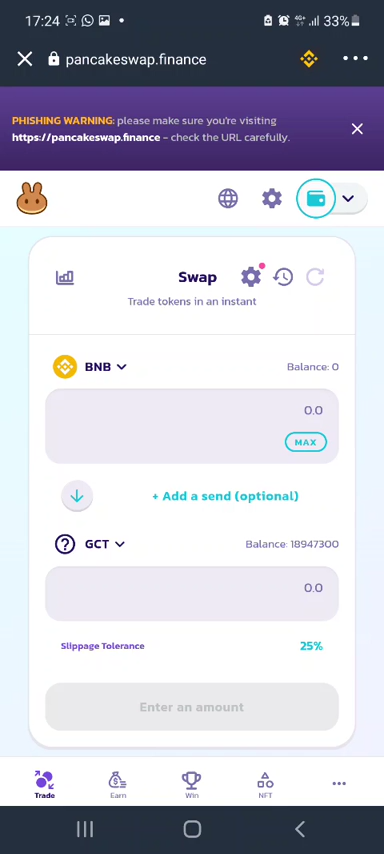 17:24
4G+
33%
pancakeswap.finance
PHISHING WARNING: please make sure you're visiting
https://pancakeswap.finance - check the URL carefully.
Swap
Trade tokens in an instant
BNB
Balance: 0
0.0
MAX
+ Add a send (optional)
GCT
Balance: 18947300
0.0
Slippage Tolerance
25%
Enter an amount
Trade
Earn
Win
NFT